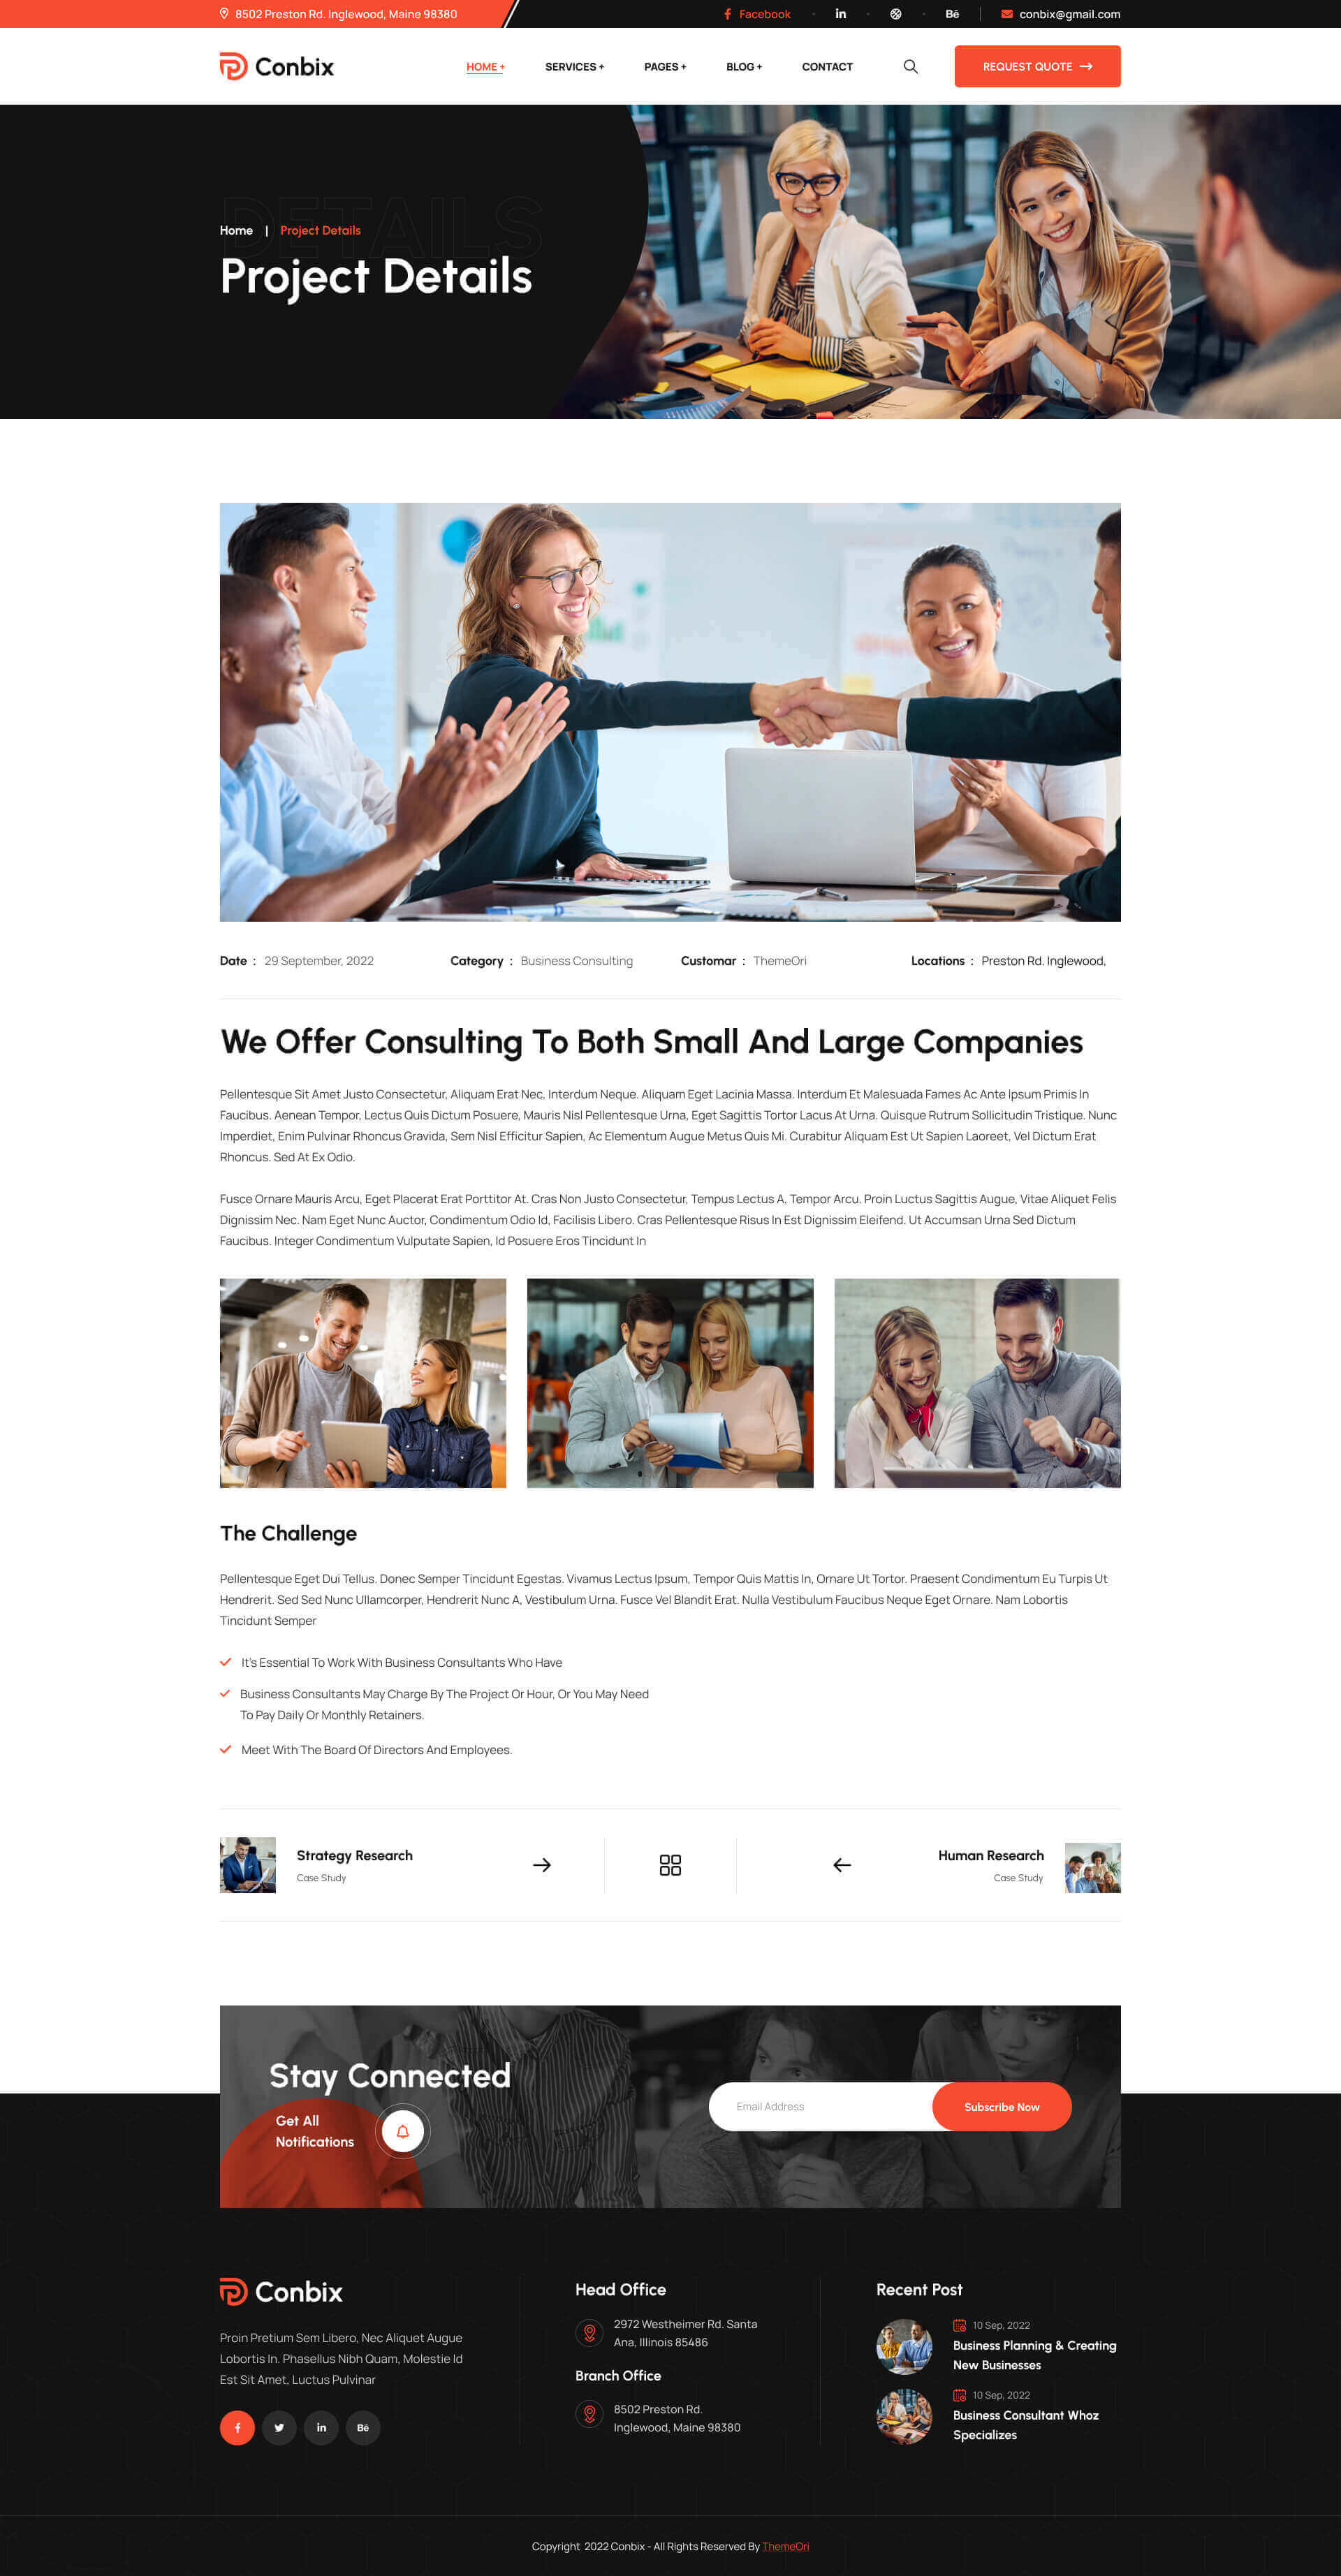 8502 Preston Rd. Inglewood, Maine 98380
Facebook
in
Bē
conbix@gmail.com
Conbix
HOME +
SERVICES +
PAGES +
BLOG +
CONTACT
REQUEST QUOTE
DETAILS
Home | Project Details
Project Details
Date : 29 September, 2022
Category : Business Consulting
Customar : ThemeOri
Locations : Preston Rd. Inglewood,
We Offer Consulting To Both Small And Large Companies
Pellentesque Sit Amet Justo Consectetur, Aliquam Erat Nec, Interdum Neque. Aliquam Eget Lacinia Massa. Interdum Et Malesuada Fames Ac Ante Ipsum Primis In
Faucibus. Aenean Tempor, Lectus Quis Dictum Posuere, Mauris Nisl Pellentesque Urna, Eget Sagittis Tortor Lacus At Urna. Quisque Rutrum Sollicitudin Tristique. Nunc
Imperdiet, Enim Pulvinar Rhoncus Gravida, Sem Nisl Efficitur Sapien, Ac Elementum Augue Metus Quis Mi. Curabitur Aliquam Est Ut Sapien Laoreet, Vel Dictum Erat
Rhoncus. Sed At Ex Odio.
Fusce Ornare Mauris Arcu, Eget Placerat Erat Porttitor At. Cras Non Justo Consectetur, Tempus Lectus A, Tempor Arcu. Proin Luctus Sagittis Augue, Vitae Aliquet Felis
Dignissim Nec. Nam Eget Nunc Auctor, Condimentum Odio Id, Facilisis Libero. Cras Pellentesque Risus In Est Dignissim Eleifend. Ut Accumsan Urna Sed Dictum
Faucibus. Integer Condimentum Vulputate Sapien, Id Posuere Eros Tincidunt In
The Challenge
Pellentesque Eget Dui Tellus. Donec Semper Tincidunt Egestas. Vivamus Lectus Ipsum, Tempor Quis Mattis In, Ornare Ut Tortor. Praesent Condimentum Eu Turpis Ut
Hendrerit. Sed Sed Nunc Ullamcorper, Hendrerit Nunc A, Vestibulum Urna. Fusce Vel Blandit Erat. Nulla Vestibulum Faucibus Neque Eget Ornare. Nam Lobortis
Tincidunt Semper
It's Essential To Work With Business Consultants Who Have
Business Consultants May Charge By The Project Or Hour, Or You May Need
To Pay Daily Or Monthly Retainers.
Meet With The Board Of Directors And Employees.
Strategy Research
Case Study
Human Research
Case Study
Stay Connected
Get All
Notifications
Email Address
Subscribe Now
Conbix
Proin Pretium Sem Libero, Nec Aliquet Augue
Lobortis In. Phasellus Nibh Quam, Molestie Id
Est Sit Amet, Luctus Pulvinar
in
Bē
Head Office
2972 Westheimer Rd. Santa
Ana, Illinois 85486
Branch Office
8502 Preston Rd.
Inglewood, Maine 98380
Recent Post
10 Sep, 2022
Business Planning & Creating
New Businesses
10 Sep, 2022
Business Consultant Whoz
Specializes
Copyright 2022 Conbix - All Rights Reserved By ThemeOri